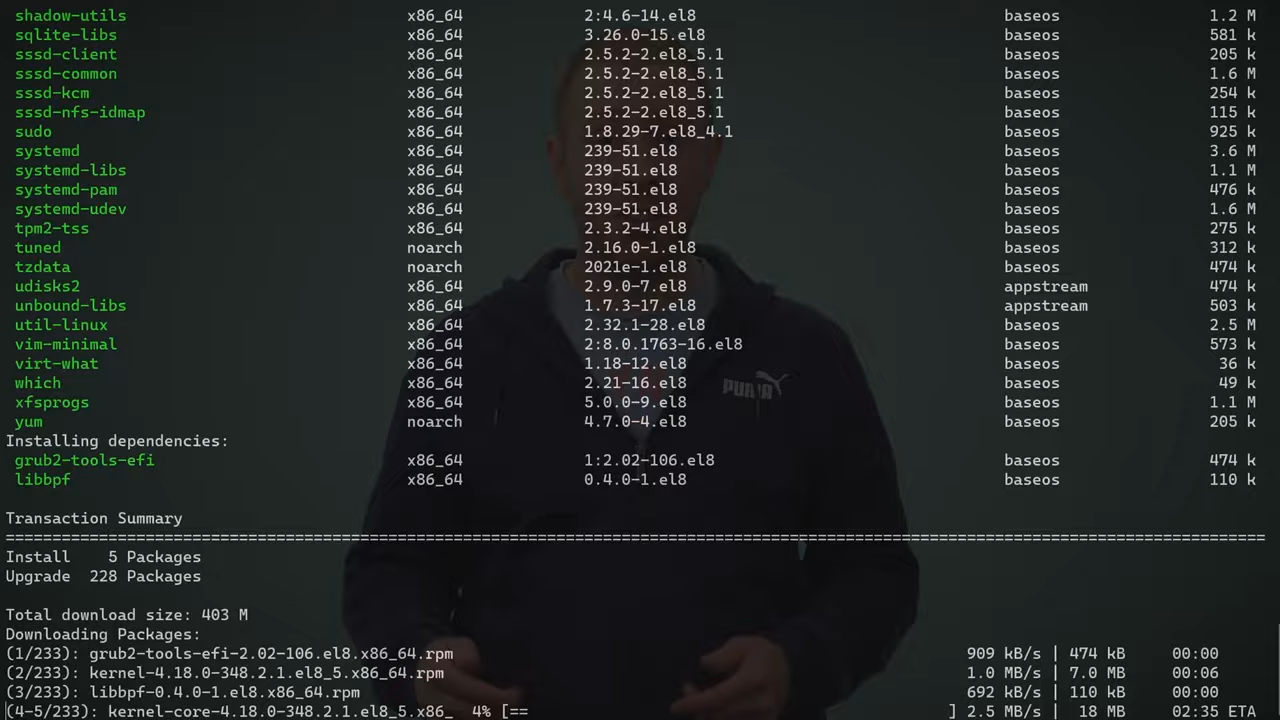 shadow-utils x86_64 2:4.6-14.el8 baseos 1.2 M
sqlite-libs x86_64 3.26.0-15.el8 baseos 581 k
sssd-client x86_64 2.5.2-2.el8_5.1 baseos 205 k
sssd-common x86_64 2.5.2-2.el8_5.1 baseos 1.6 M
sssd-kcm x86_64 2.5.2-2.el8_5.1 baseos 254 k
sssd-nfs-idmap x86_64 2.5.2-2.el8_5.1 baseos 115 k
sudo x86_64 1.8.29-7.el8_4.1 baseos 925 k
systemd x86_64 239-51.el8 baseos 3.6 M
systemd-libs x86_64 239-51.el8 baseos 1.1 M
systemd-pam x86_64 239-51.el8 baseos 476 k
systemd-udev x86_64 239-51.el8 baseos 1.6 M
tpm2-tss x86_64 2.3.2-4.el8 baseos 275 k
tuned noarch 2.16.0-1.el8 baseos 312 k
tzdata noarch 2021e-1.el8 baseos 474 k
udisks2 x86_64 2.9.0-7.el8 appstream 474 k
unbound-libs x86_64 1.7.3-17.el8 appstream 503 k
util-linux x86_64 2.32.1-28.el8 baseos 2.5 M
vim-minimal x86_64 2:8.0.1763-16.el8 baseos 573 k
virt-what x86_64 1.18-12.el8 baseos 36 k
which x86_64 2.21-16.el8 baseos 49 k
xfsprogs x86_64 5.0.0-9.el8 baseos 1.1 M
yum noarch 4.7.0-4.el8 baseos 205 k
Installing dependencies:
grub2-tools-efi x86_64 1:2.02-106.el8 baseos 474 k
libbpf x86_64 0.4.0-1.el8 baseos 110 k
Transaction Summary
================================================================================
Install 5 Packages
Upgrade 228 Packages
Total download size: 403 M
Downloading Packages:
(1/233): grub2-tools-efi-2.02-106.el8.x86_64.rpm 909 kB/s | 474 kB 00:00
(2/233): kernel-4.18.0-348.2.1.el8_5.x86_64.rpm 1.0 MB/s | 7.0 MB 00:06
(3/233): libbpf-0.4.0-1.el8.x86_64.rpm 692 kB/s | 110 kB 00:00
(4-5/233): kernel-core-4.18.0-348.2.1.el8_5.x86_ 4% [== ] 2.5 MB/s | 18 MB 02:35 ETA
PUMA